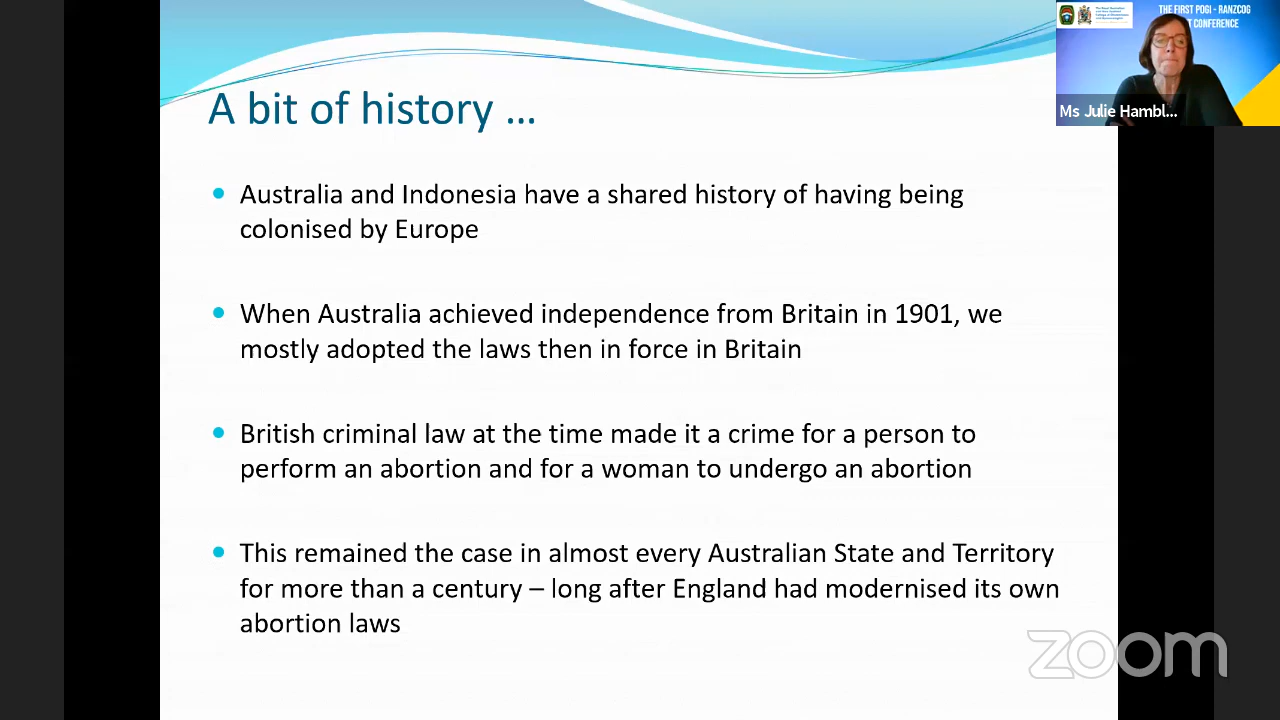 A bit of history ...
Australia and Indonesia have a shared history of having being
colonised by Europe
When Australia achieved independence from Britain in 1901, we
mostly adopted the laws then in force in Britain
British criminal law at the time made it a crime for a person to
perform an abortion and for a woman to undergo an abortion
This remained the case in almost every Australian State and Territory
for more than a century – long after England had modernised its own
abortion laws
THE FIRST POGI - RANZCOG
CONFERENCE
Ms Julie Hambl...
zoom